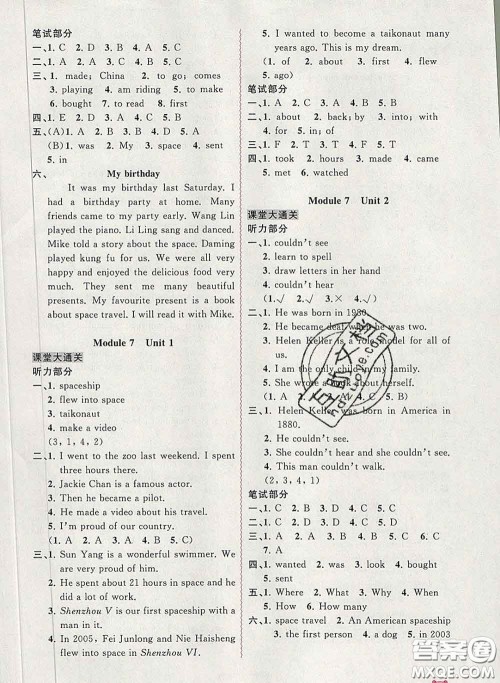 笔试部分
一、1. C 2. D 3. B 4. A 5. C
二、1. C 2. D 3. A 4. B 5. A
三、1. made; China 2. to; go; comes
3. playing 4. am riding 5. to make
6. bought 7. to read 8. first
四、1. E 2. A 3. D 4. C 5. B
五、(A)1. D 2. B 3. C 4. A
(B)1. about 2. My 3. space 4. sent
5. in
六、 My birthday
It was my birthday last Saturday. I
had a birthday party at home. Many
friends came to my party early. Wang Lin
played the piano. Li Ling sang and danced.
Mike told a story about the space. Daming
played kung fu for us. We were all very
happy and enjoyed the delicious food very
much. My friends sent me many beautiful
presents. My favourite present is a book
about space travel. I will read it with Mike.
Module 7 Unit 1
课堂大通关
听力部分
一、1. spaceship
2. flew into space
3. taikonaut
4. make a video
(3, 1, 4, 2)
二、1. I went to the zoo last weekend. I spent
three hours there.
2. Jackie Chan is a famous actor.
3. Then he made a video about his travel.
4. I'm proud of our country.
(A B A A)
三、1. Sun Yang is a wonderful swimmer. We
are very proud of him.
2. He spent about 21 hours in space and
he did a lot of work there.
3. Shenzhou V is our first spaceship with a
man in it.
4. In 2005, Fei Junlong and Nie Haisheng
flew into space in Shenzhou VI.
5. I wanted to become a taikonaut many
years ago. This is my dream.
(1. of 2. about 3. first 4. flew
5. ago)
笔试部分
一、1. A 2. C 3. D 4. B
二、1. about 2. back; by 3. into; with
4. for 5. of; in
三、1. F 2. T 3. F 4. T 5. T
四、1. took 2. hours 3. went 4. came
5. met 6. watched
Module 7 Unit 2
课堂大通关
听力部分
一、1. couldn't see
2. learn to spell
3. draw letters in her hand
4. couldn't hear
(1.√ 2.√ 3.× 4.√)
二、1. He was born in 1980.
2. He became deaf when he was
3. Helen Keller is a role model for all of
us.
4. I am the only child in my family.
5. She wrote a book about herself.
三、1. Helen Keller was born in America in
1880.
2. He couldn't see the flowers.
3. She couldn't hear and see.
4. This man couldn't walk.
(2, 3, 4, 1)
笔试部分
一、1. C 2. B 3. D 4. A
二、1. B 2. D 3. C 4. A 5. B
三、1. C 2. E 3. D 4. F 5. G 6. B
7. A
四、1. wanted 2. was 3. looked 4. bought
5. sent
五、1. Where 2. What 3. Why 4. When
5. How
六、1. space travel 2. An American spaceship
3. the first person 4. a dog 5. in 2003